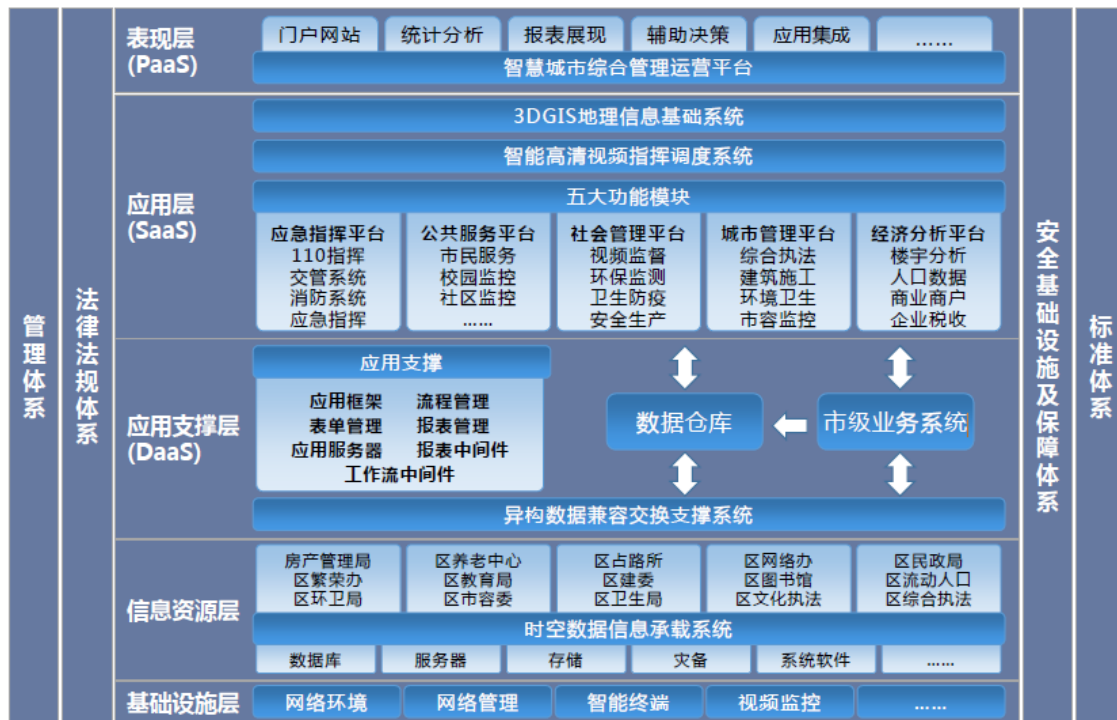 管理体系
法律法规体系
表现层
(PaaS)
门户网站 统计分析 报表展现 辅助决策 应用集成 ……
智慧城市综合管理运营平台
应用层
(SaaS)
3DGIS地理信息基础系统
智能高清视频指挥调度系统
五大功能模块
应急指挥平台
110指挥
交管系统
消防系统
应急指挥
公共服务平台
市民服务
校园监控
社区监控
……
社会管理平台
视频监督
环保监测
卫生防疫
安全生产
城市管理平台
综合执法
建筑施工
环境卫生
市容监控
经济分析平台
楼宇分析
人口数据
商业商户
企业税收
应用支撑层
(DaaS)
应用支撑
应用框架 流程管理
表单管理 报表管理
应用服务器 报表中间件
工作流中间件
数据仓库
市级业务系统
异构数据兼容交换支撑系统
信息资源层
房产管理局
区繁荣办
区环卫局
区养老中心
区教育局
区市容委
区占路所
区建委
区卫生局
区网络办
区图书馆
区文化执法
区民政局
区流动人口
区综合执法
时空数据信息承载系统
数据库 服务器 存储 灾备 系统软件 ……
基础设施层
网络环境 网络管理 智能终端 视频监控 ……
安全基础设施及保障体系
标准体系